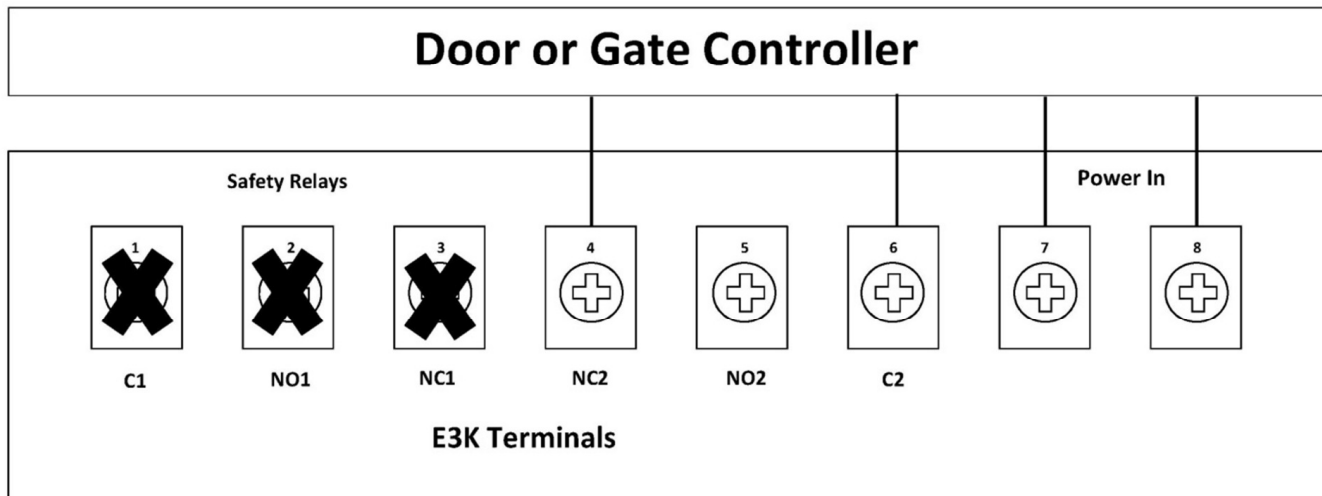 Door or Gate Controller
Safety Relays
Power In
1 2 3 4 5 6 7 8
C1 NO1 NC1 NC2 NO2 C2
E3K Terminals